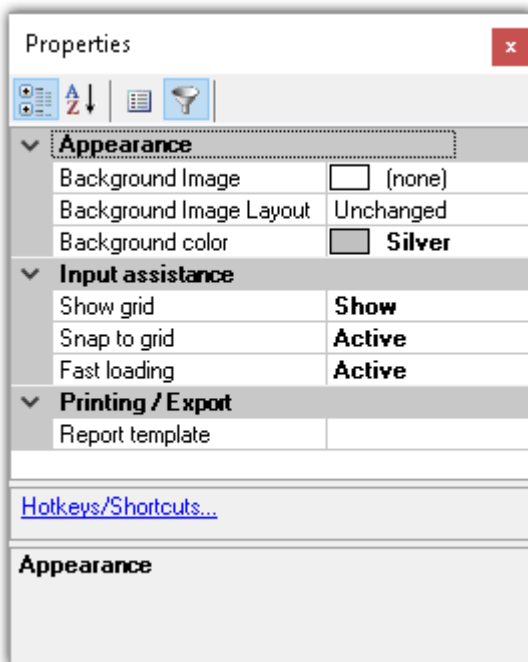 Properties
x
A
Z
Appearance
Background Image (none)
Background Image Layout Unchanged
Background color Silver
Input assistance
Show grid Show
Snap to grid Active
Fast loading Active
Printing / Export
Report template
Hotkeys/Shortcuts...
Appearance